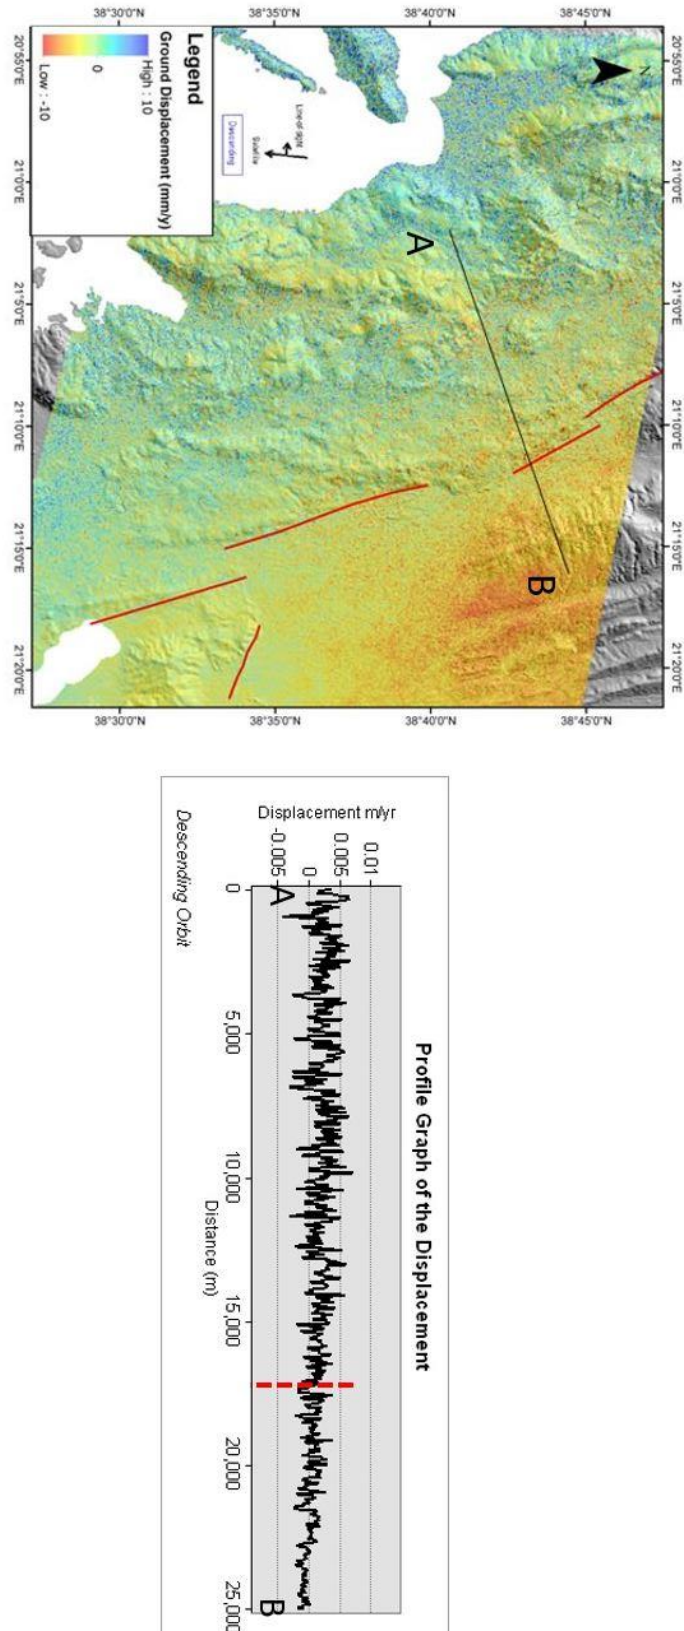 38°30'0"N
38°35'0"N
38°40'0"N
38°45'0"N
20°55'0"E
21°0'0"E
21°5'0"E
21°10'0"E
21°15'0"E
21°20'0"E
N
A
B
Line-of-sight
Satellite
Descending
Legend
Ground Displacement (mm/y)
High : 10
0
Low : -10
20°55'0"E
21°0'0"E
21°5'0"E
21°10'0"E
21°15'0"E
21°20'0"E
38°30'0"N
38°35'0"N
38°40'0"N
38°45'0"N
Profile Graph of the Displacement
Displacement m/yr
0.01
0.005
0
-0.005
A
B
0
5,000
10,000
15,000
20,000
25,000
Distance (m)
Descending Orbit